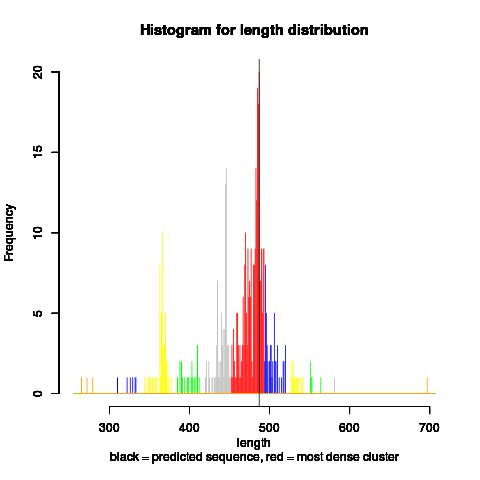 Histogram for length distribution
20
15
10
5
0
Frequency
300 400 500 600 700
length
black = predicted sequence, red = most dense cluster